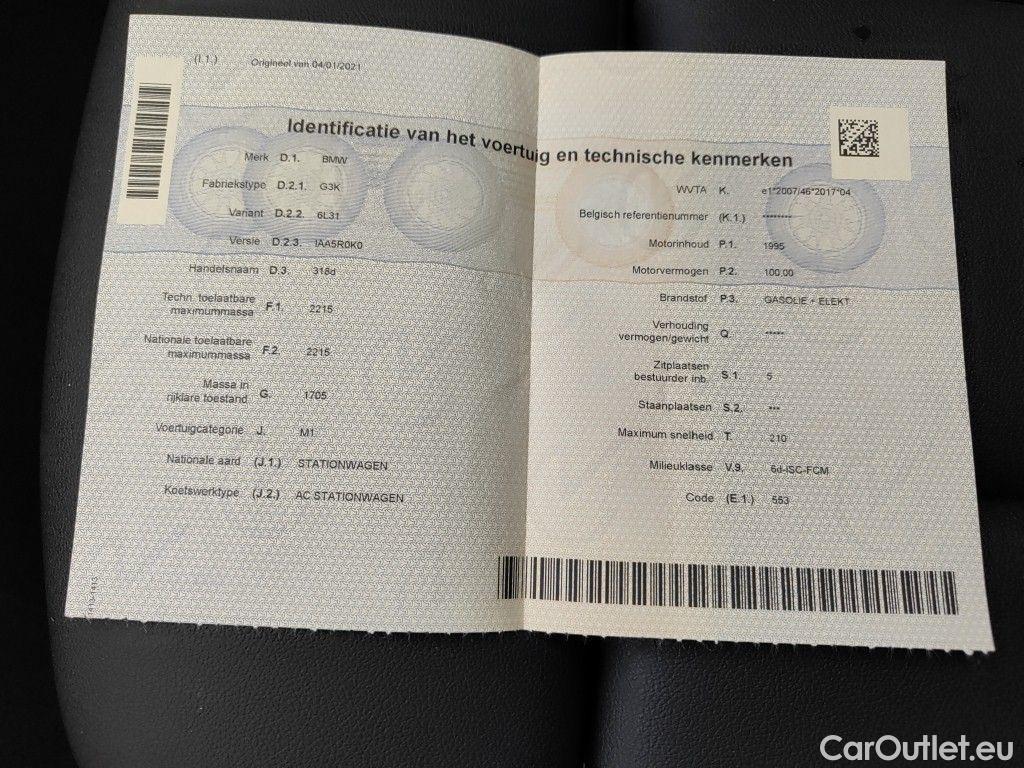 (I.1.) Origineel van 04/01/2021
Identificatie van het voertuig en technische kenmerken
Merk D.1. BMW
Fabriekstype D.2.1. G3K
Variant D.2.2. 6L31
Versie D.2.3. IAA5R0K0
Handelsnaam D.3. 318d
Techn. toelaatbare
maximummassa F.1. 2215
Nationale toelaatbare
maximummassa F.2. 2215
Massa in
rijklare toestand G. 1705
Voertuigcategorie J. M1
Nationale aard (J.1.) STATIONWAGEN
Koetswerktype (J.2.) AC STATIONWAGEN
WVTA K. e1*2007/46*2017*04
Belgisch referentienummer (K.1.) ********
Motorinhoud P.1. 1995
Motorvermogen P.2. 100,00
Brandstof P.3. GASOLIE + ELEKT.
Verhouding
vermogen/gewicht Q. *****
Zitplaatsen
bestuurder inb. S.1. 5
Staanplaatsen S.2. ***
Maximum snelheid T. 210
Milieuklasse V.9. 6d-ISC-FCM
Code (E.1.) 553
CarOutlet.eu